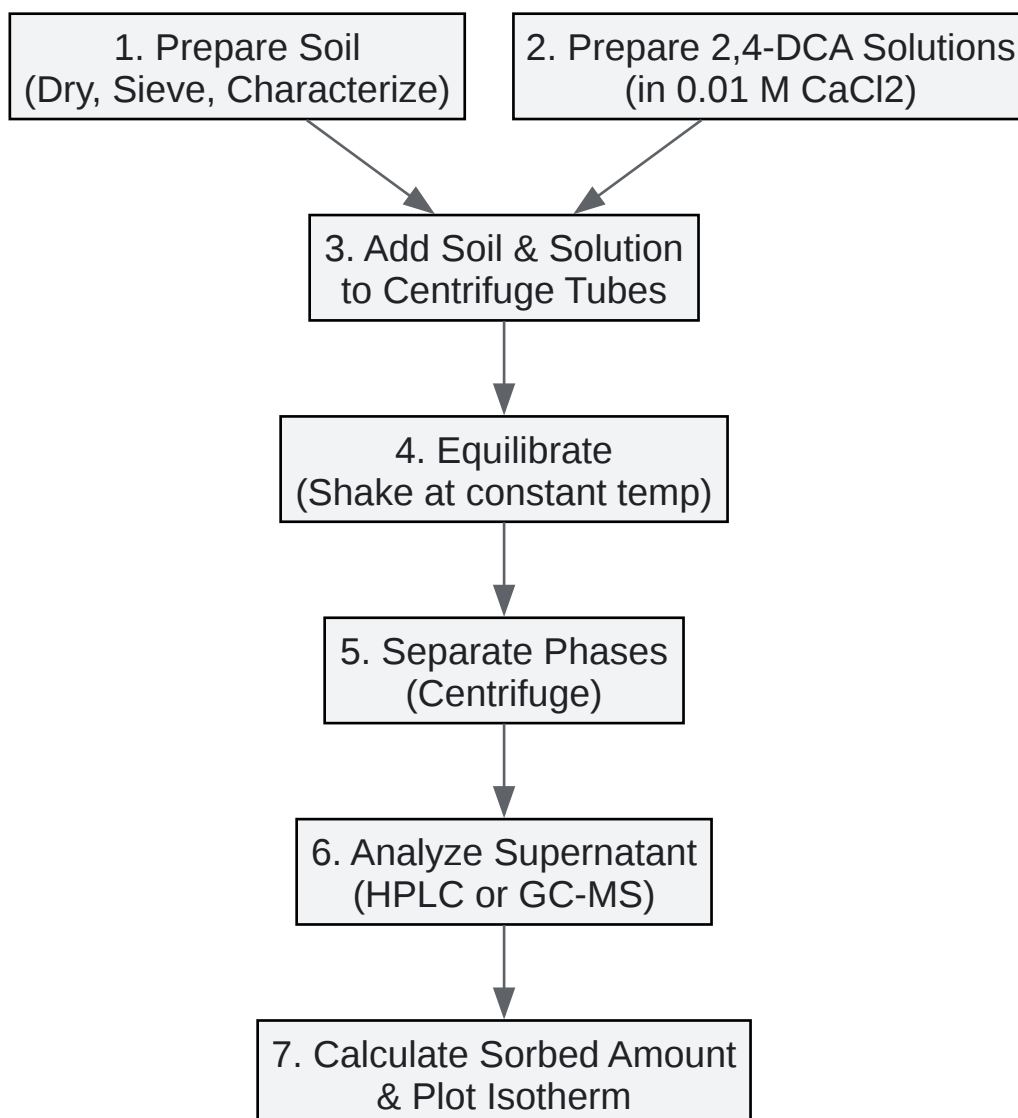 1. Prepare Soil
(Dry, Sieve, Characterize)
2. Prepare 2,4-DCA Solutions
(in 0.01 M CaCl2)
3. Add Soil & Solution
to Centrifuge Tubes
4. Equilibrate
(Shake at constant temp)
5. Separate Phases
(Centrifuge)
6. Analyze Supernatant
(HPLC or GC-MS)
7. Calculate Sorbed Amount
& Plot Isotherm